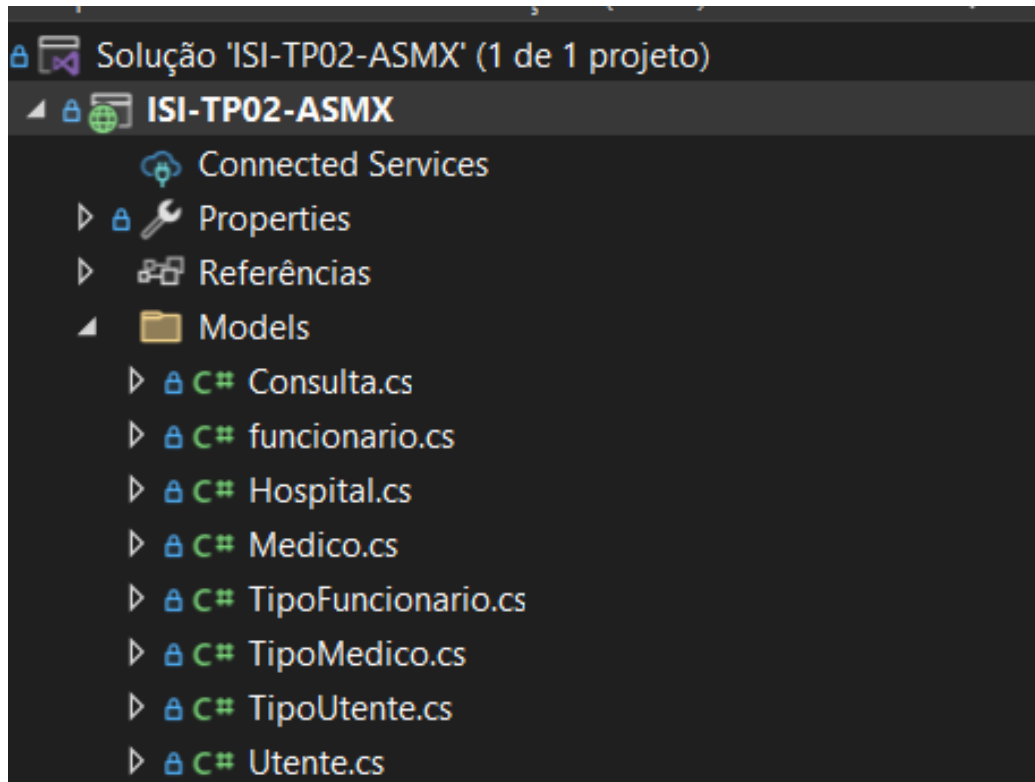 Solução 'ISI-TP02-ASMX' (1 de 1 projeto)
ISI-TP02-ASMX
Connected Services
Properties
Referências
Models
C# Consulta.cs
C# funcionario.cs
C# Hospital.cs
C# Medico.cs
C# TipoFuncionario.cs
C# TipoMedico.cs
C# TipoUtente.cs
C# Utente.cs